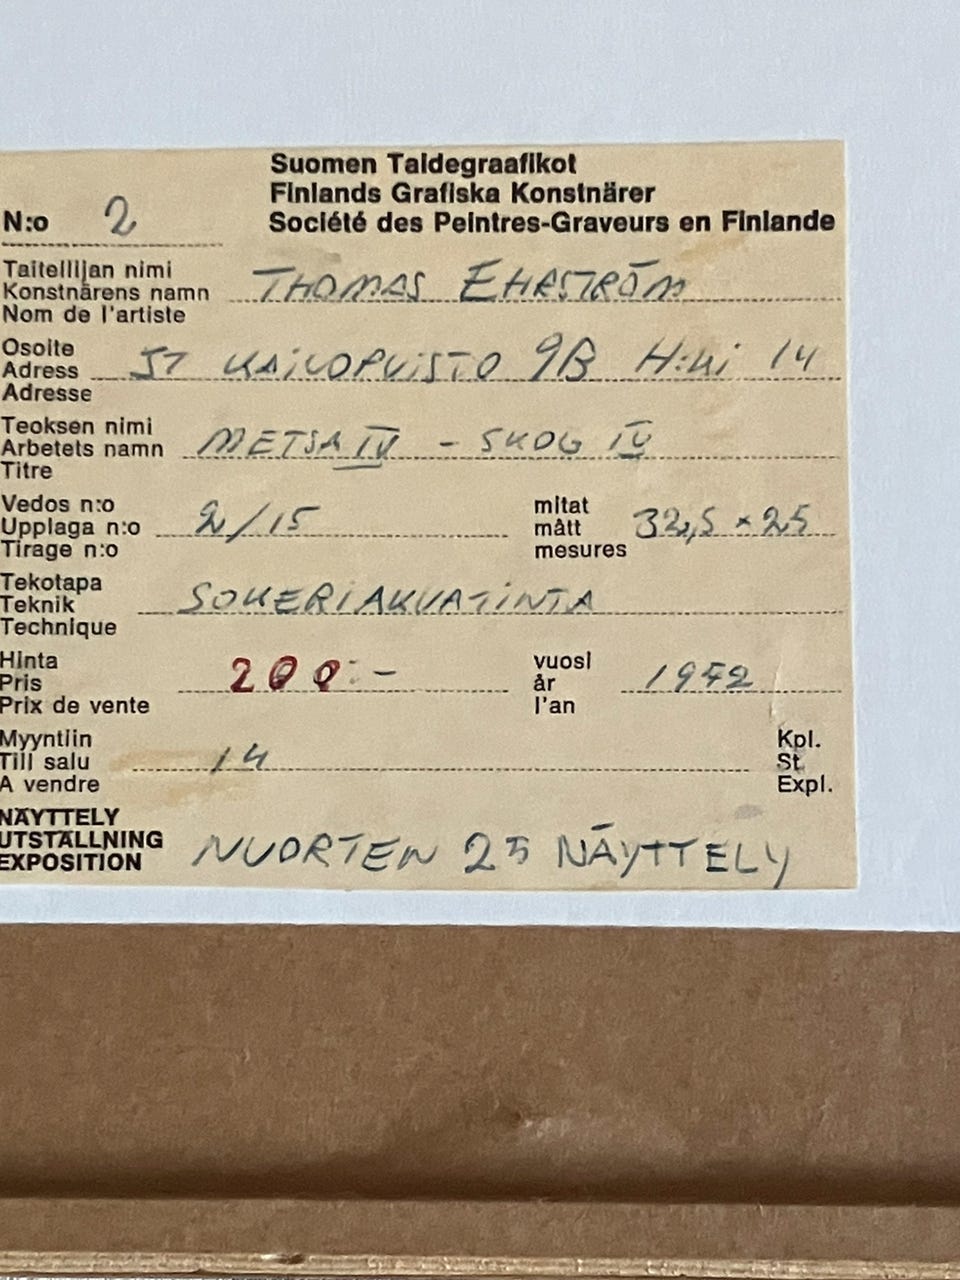 Suomen Taidegraafikot
Finlands Grafiska Konstnärer
N:o 2 Société des Peintres-Graveurs en Finlande
Taiteilijan nimi
Konstnärens namn THOMAS EHRSTRÖM
Nom de l'artiste
Osoite
Adress KAIVOPUISTO 9B H:KI 14
Adresse
Teoksen nimi
Arbetets namn METSÄ IV - SKOG IV
Titre
Vedos n:o mitat
Upplaga n:o 2/15 mått 32,5 × 25
Tirage n:o mesures
Tekotapa
Teknik SOKERIAKVATINTA
Technique
Hinta vuosi
Pris 200:- år
Prix de vente l'an
Myyntiin Kpl.
Till salu 14 St.
A vendre Expl.
NÄYTTELY
UTSTÄLLNING NUORTEN 25 NÄYTTELY
EXPOSITION